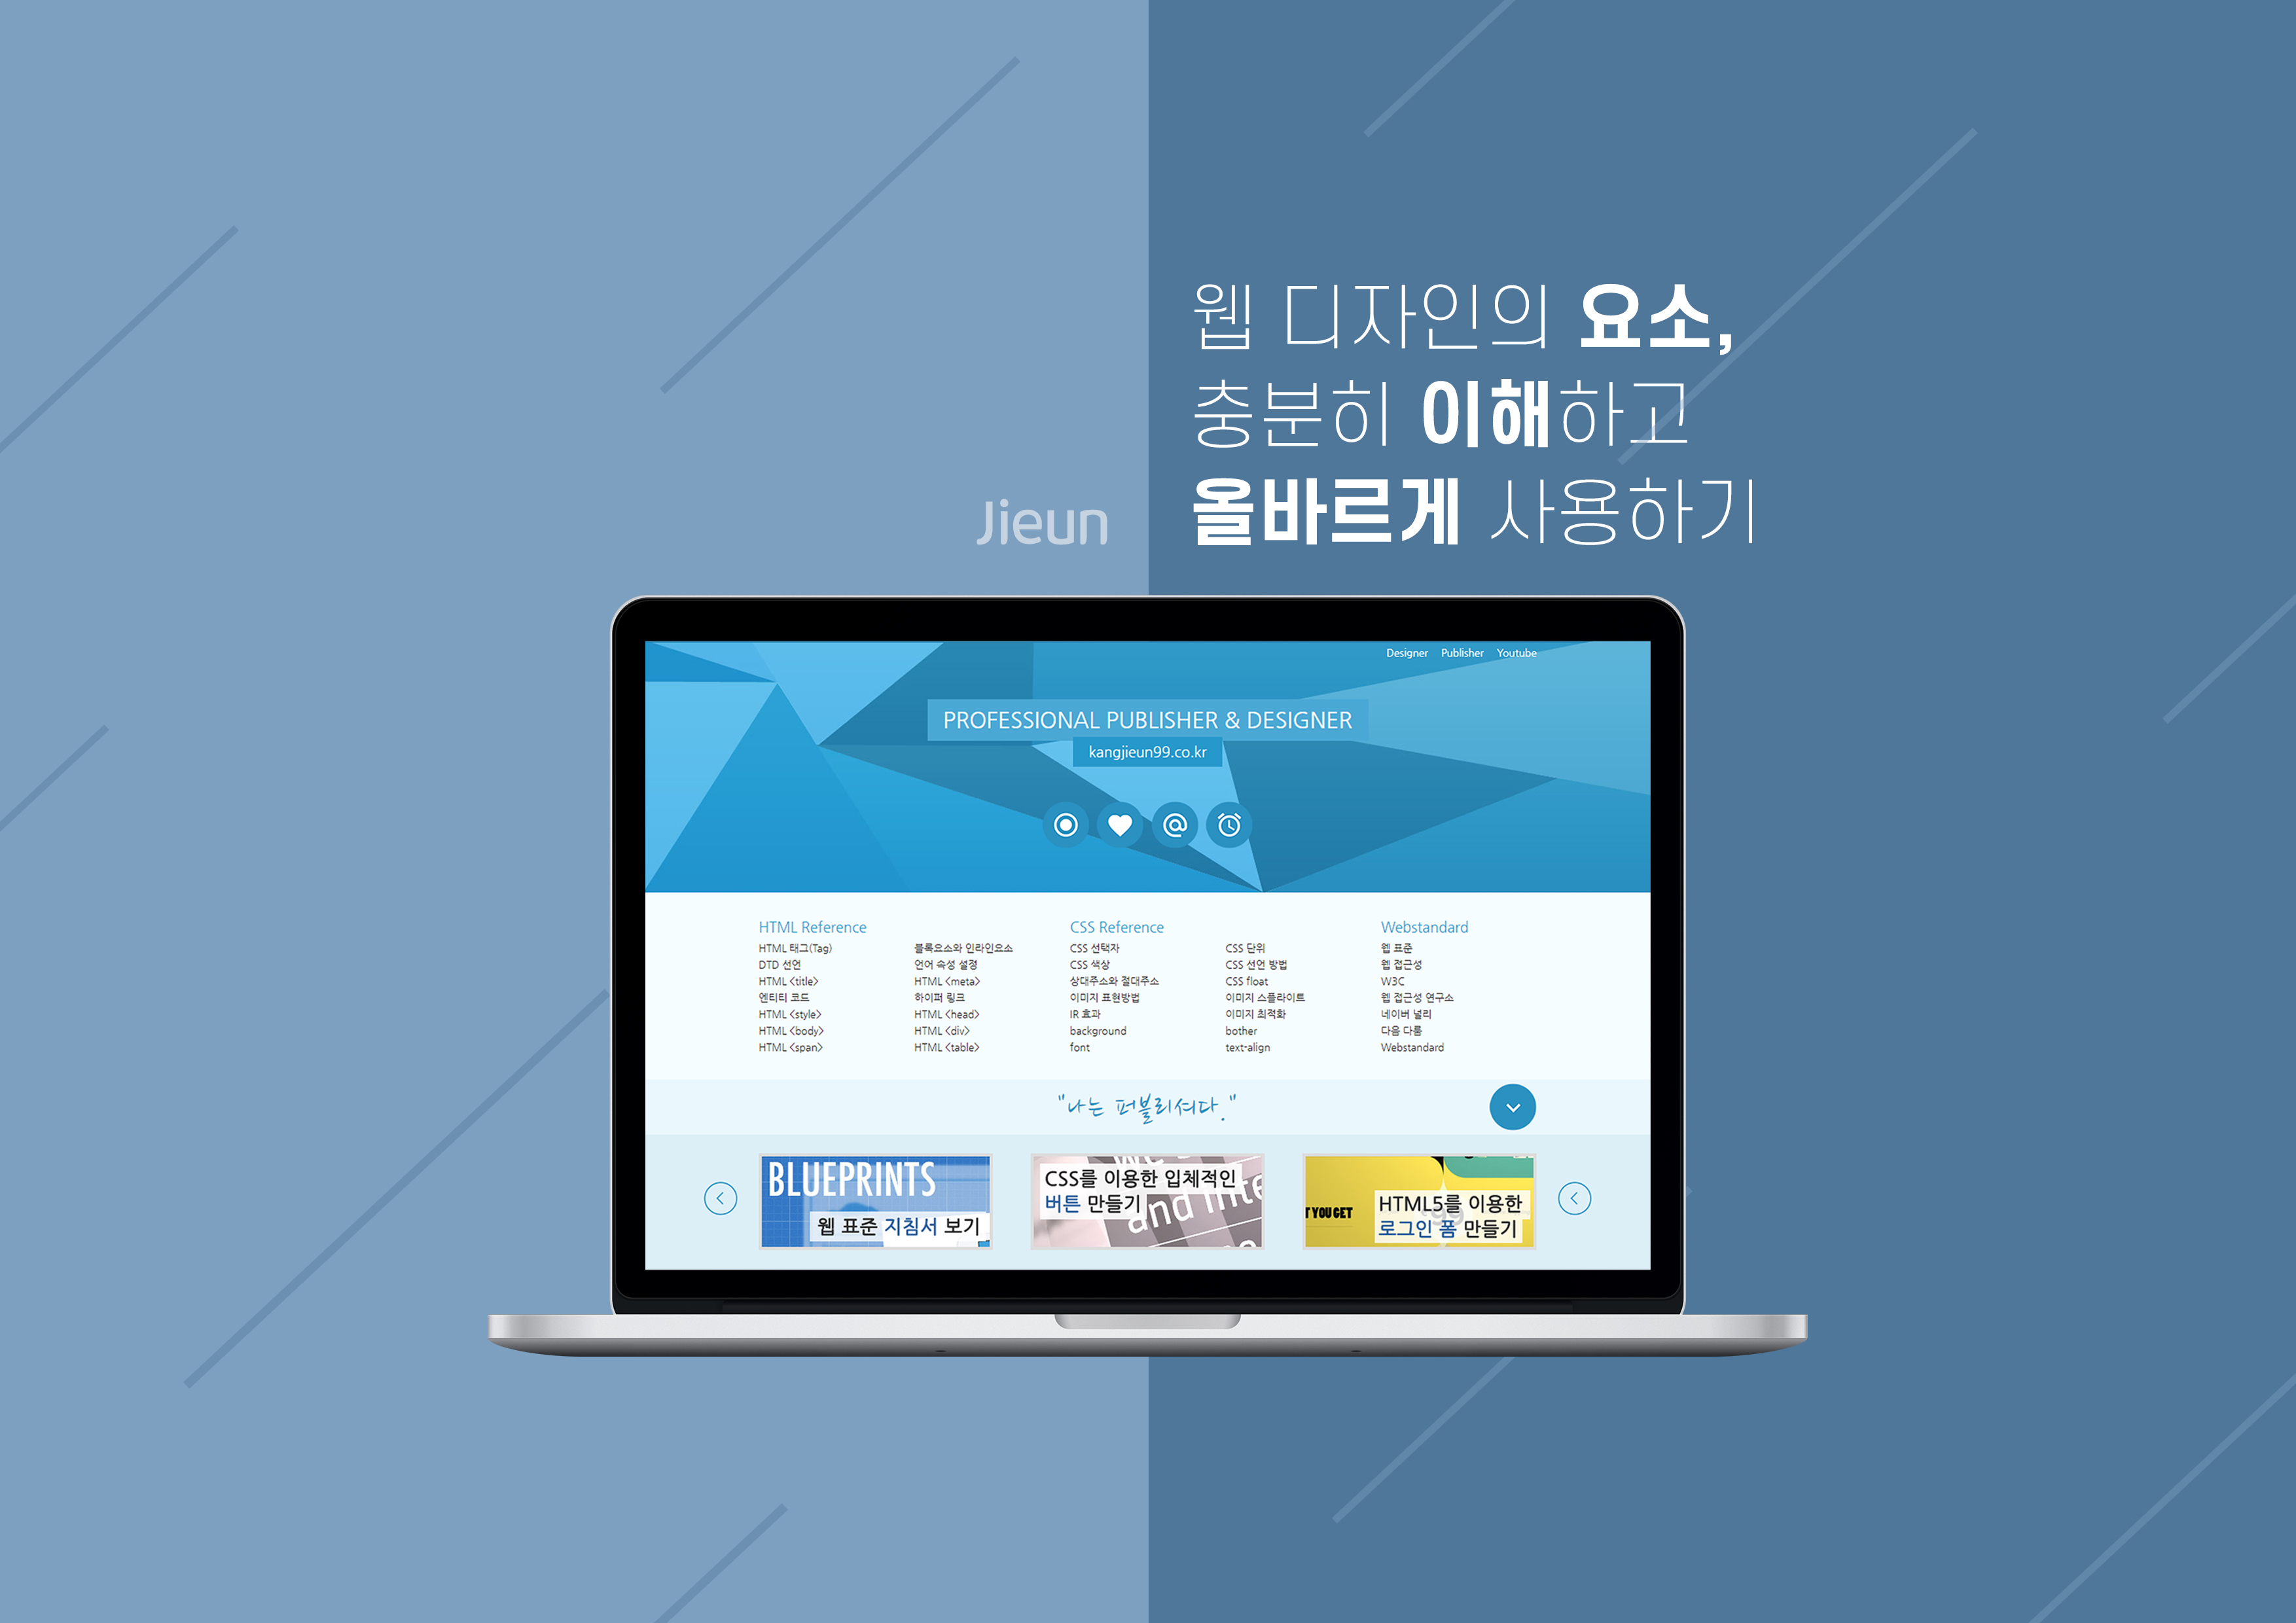 웹 디자인의 요소,
충분히 이해하고
올바르게 사용하기
Jieun
Designer Publisher Youtube
PROFESSIONAL PUBLISHER & DESIGNER
kangjieun99.co.kr
HTML Reference
HTML 태그(Tag)
DTD 선언
HTML <title>
엔티티 코드
HTML <style>
HTML <body>
HTML <span>
블록요소와 인라인요소
언어 속성 설정
HTML <meta>
하이퍼 링크
HTML <head>
HTML <div>
HTML <table>
CSS Reference
CSS 선택자
CSS 색상
상대주소와 절대주소
이미지 표현방법
IR 효과
background
font
CSS 단위
CSS 선언 방법
CSS float
이미지 스플라이트
이미지 최적화
bother
text-align
Webstandard
웹 표준
웹 접근성
W3C
웹 접근성 연구소
네이버 널리
다음 다룸
Webstandard
"나는 퍼블리셔다."
BLUEPRINTS
웹 표준 지침서 보기
CSS를 이용한 입체적인
버튼 만들기
and inte
T YOU GET
HTML5를 이용한
로그인 폼 만들기